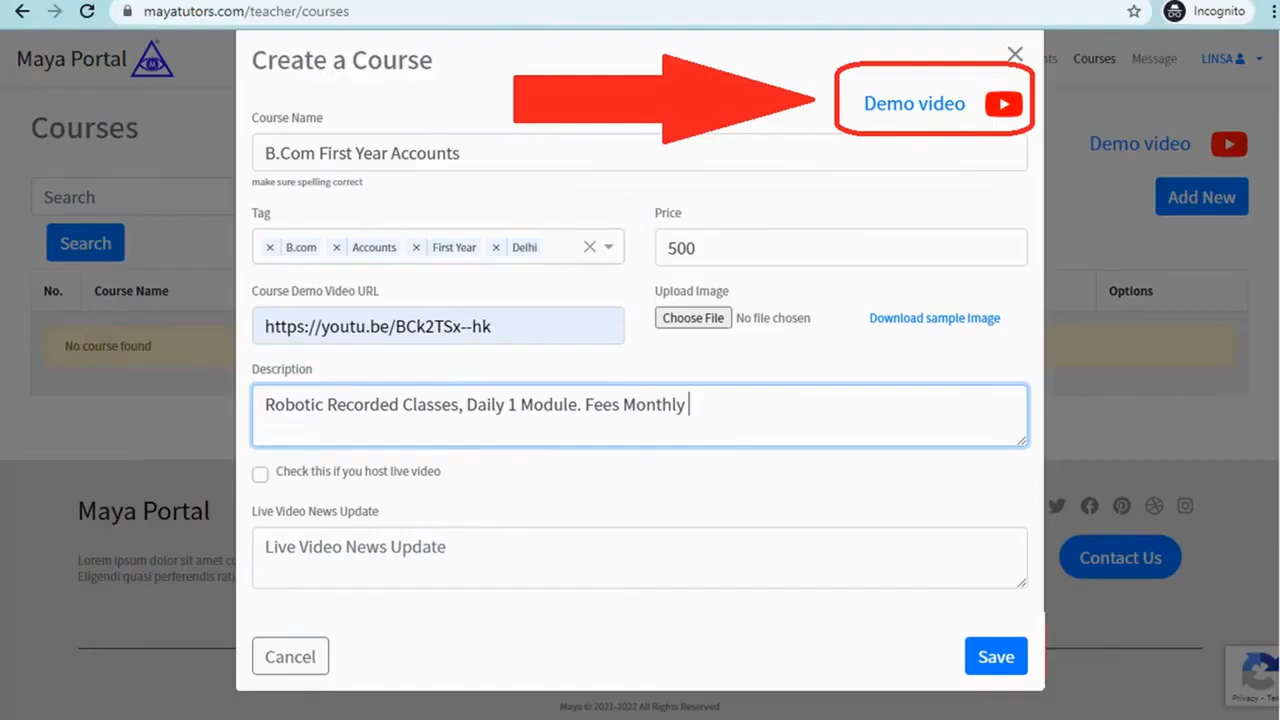 mayatutors.com/teacher/courses
Incognito
Maya Portal
Create a Course
Courses
Message
LINSA
Demo video
Courses
Course Name
Demo video
B.Com First Year Accounts
make sure spelling correct
Search
Add New
Tag
Price
× B.com × Accounts × First Year × Delhi
500
Search
No.
Course Name
Course Demo Video URL
Upload Image
Options
https://youtu.be/BCk2TSx--hk
Choose File No file chosen
Download sample Image
No course found
Description
Robotic Recorded Classes, Daily 1 Module. Fees Monthly
Check this if you host live video
Maya Portal
Live Video News Update
Live Video News Update
Lorem ipsum dolor sit amet
Eligendi quasi perferendis
Contact Us
Cancel
Save
Maya © 2021-2022 All Rights Reserved
Privacy